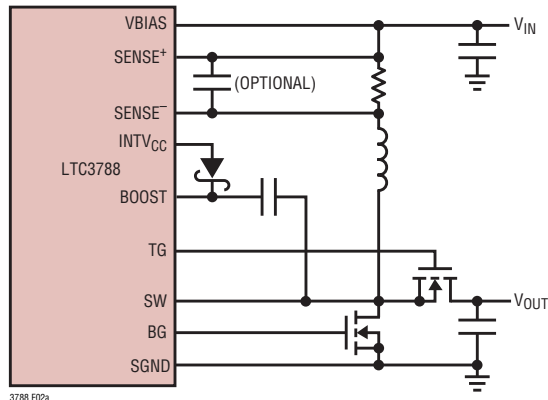 VBIAS
V_IN
SENSE+
(OPTIONAL)
SENSE–
INTV_CC
LTC3788
BOOST
TG
SW
V_OUT
BG
SGND
3788 F02a